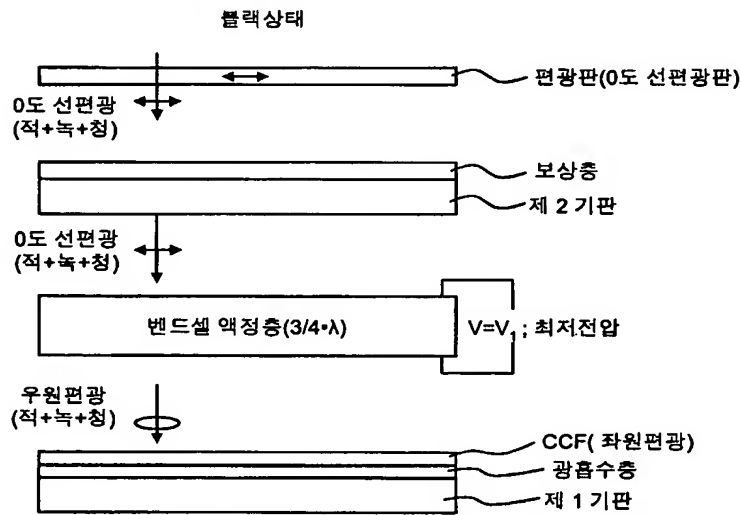 블랙상태
편광판(0도 선편광판)
0도 선편광
(적+녹+청)
보상층
제 2 기판
0도 선편광
(적+녹+청)
벤드셀 액정층(3/4•λ)
V=V₁ ; 최저전압
우원편광
(적+녹+청)
CCF( 좌원편광)
광흡수층
제 1 기판